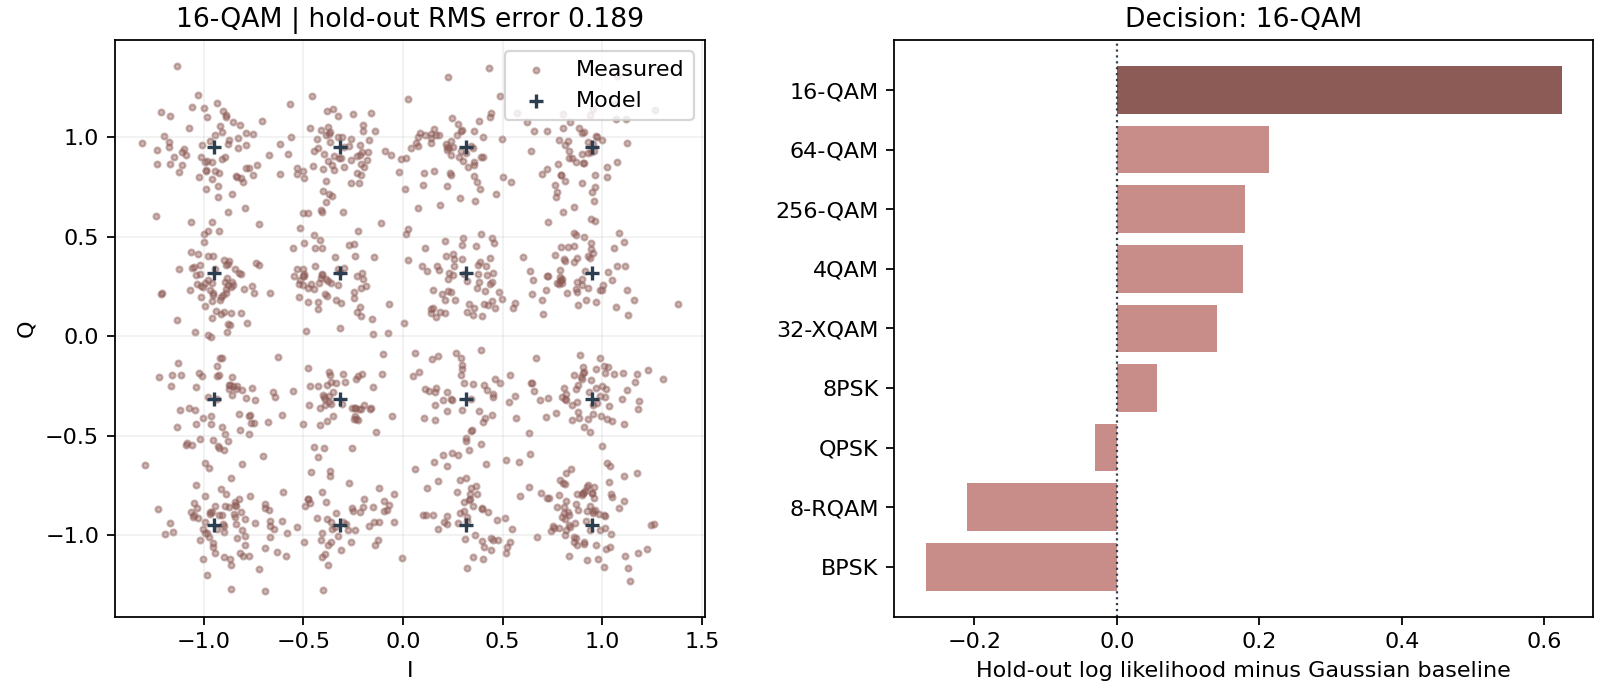 16-QAM | hold-out RMS error 0.189
Measured
Model
1.0
0.5
0.0
−0.5
−1.0
Q
−1.0
−0.5
0.0
0.5
1.0
1.5
I
Decision: 16-QAM
16-QAM
64-QAM
256-QAM
4QAM
32-XQAM
8PSK
QPSK
8-RQAM
BPSK
−0.2
0.0
0.2
0.4
0.6
Hold-out log likelihood minus Gaussian baseline